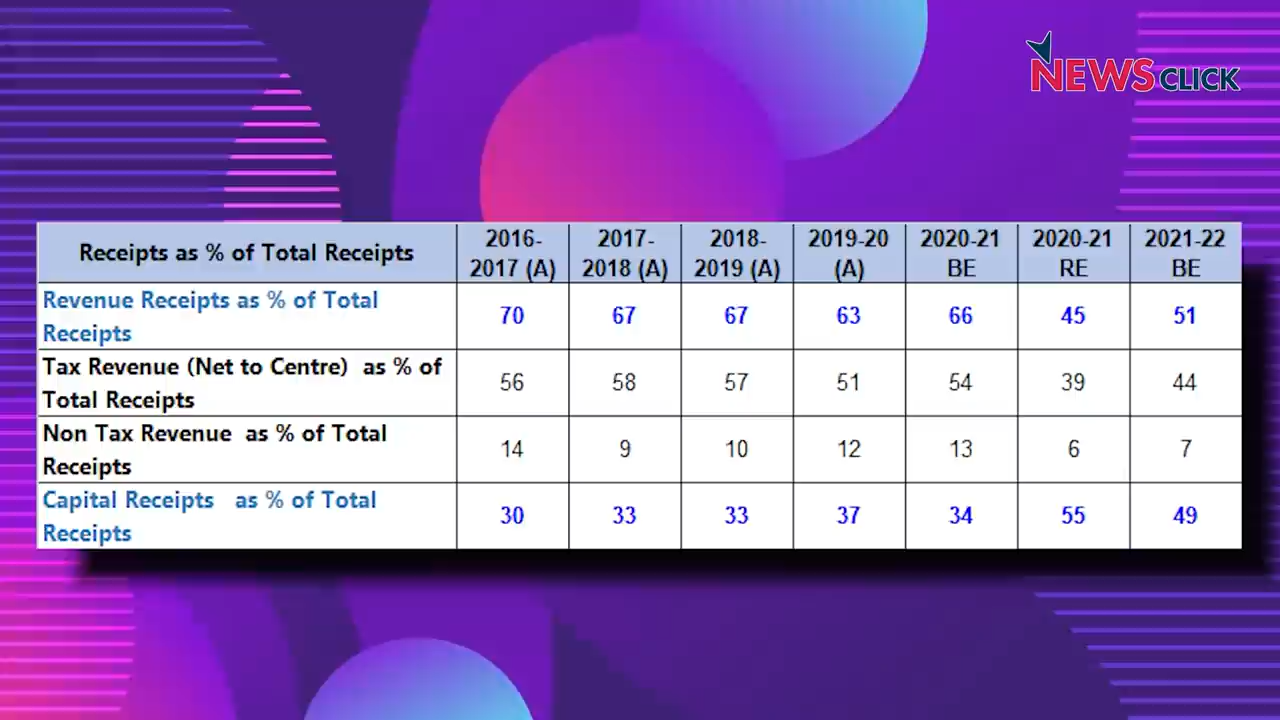 NEWSCLICK
Receipts as % of Total Receipts 2016- 2017- 2018- 2019-20 2020-21 2020-21 2021-22
2017 (A) 2018 (A) 2019 (A) (A) BE RE BE
Revenue Receipts as % of Total
Receipts 70 67 67 63 66 45 51
Tax Revenue (Net to Centre) as % of
Total Receipts 56 58 57 51 54 39 44
Non Tax Revenue as % of Total
Receipts 14 9 10 12 13 6 7
Capital Receipts as % of Total
Receipts 30 33 33 37 34 55 49